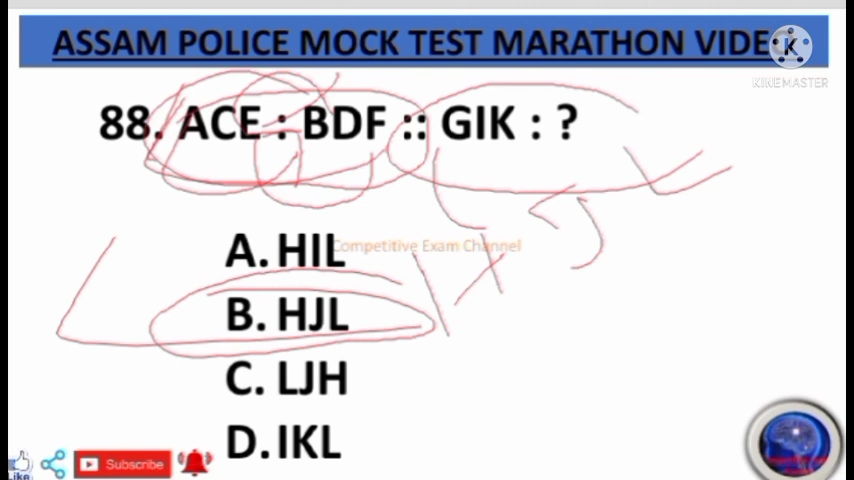 ASSAM POLICE MOCK TEST MARATHON VIDE
K
KINEMASTER
88. ACE : BDF :: GIK : ?
Competitive Exam Channel
A. HIL
B. HJL
C. LJH
D. IKL
Like
Subscribe